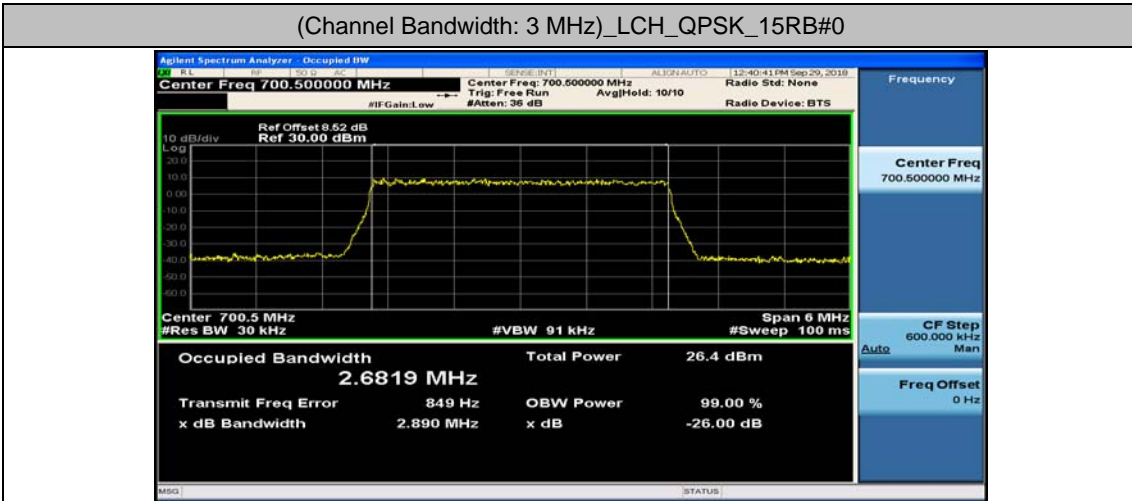 (Channel Bandwidth: 3 MHz)_LCH_QPSK_15RB#0
Agilent Spectrum Analyzer - Occupied BW
RL RF 50 Ω AC SENSE:INT ALIGNAUTO 12:40:41 PM Sep 29, 2018
Center Freq 700.500000 MHz
Center Freq: 700.500000 MHz Radio Std: None
Trig: Free Run Avg|Hold: 10/10
#IFGain:Low #Atten: 36 dB Radio Device: BTS
Ref Offset 8.52 dB
10 dB/div Ref 30.00 dBm
Log
20.0
10.0
0.00
-10.0
-20.0
-30.0
-40.0
-50.0
-60.0
Center 700.5 MHz Span 6 MHz
#Res BW 30 kHz #VBW 91 kHz #Sweep 100 ms
Occupied Bandwidth Total Power 26.4 dBm
2.6819 MHz
Transmit Freq Error 849 Hz OBW Power 99.00 %
x dB Bandwidth 2.890 MHz x dB -26.00 dB
MSG STATUS
Frequency
Center Freq
700.500000 MHz
CF Step
600.000 kHz
Auto Man
Freq Offset
0 Hz